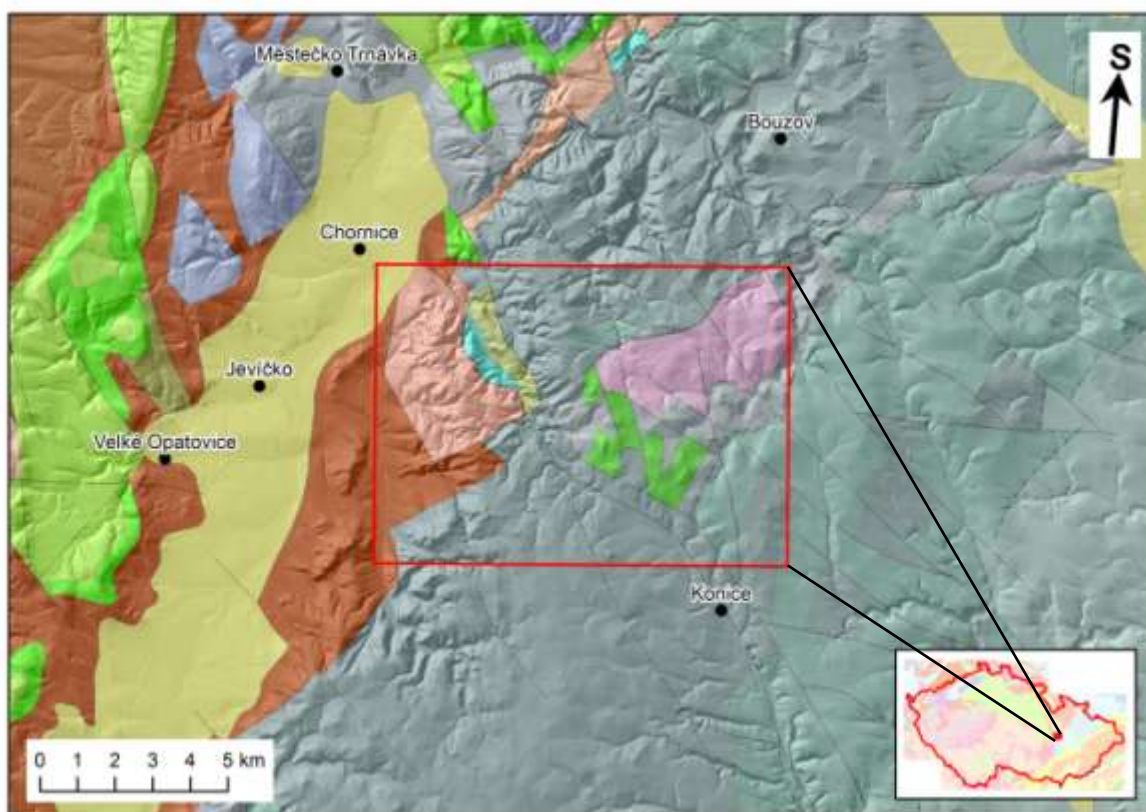 Městečko Trnávka
S
Bouzov
Chornice
Jevíčko
Velké Opatovice
Konice
0 1 2 3 4 5 km